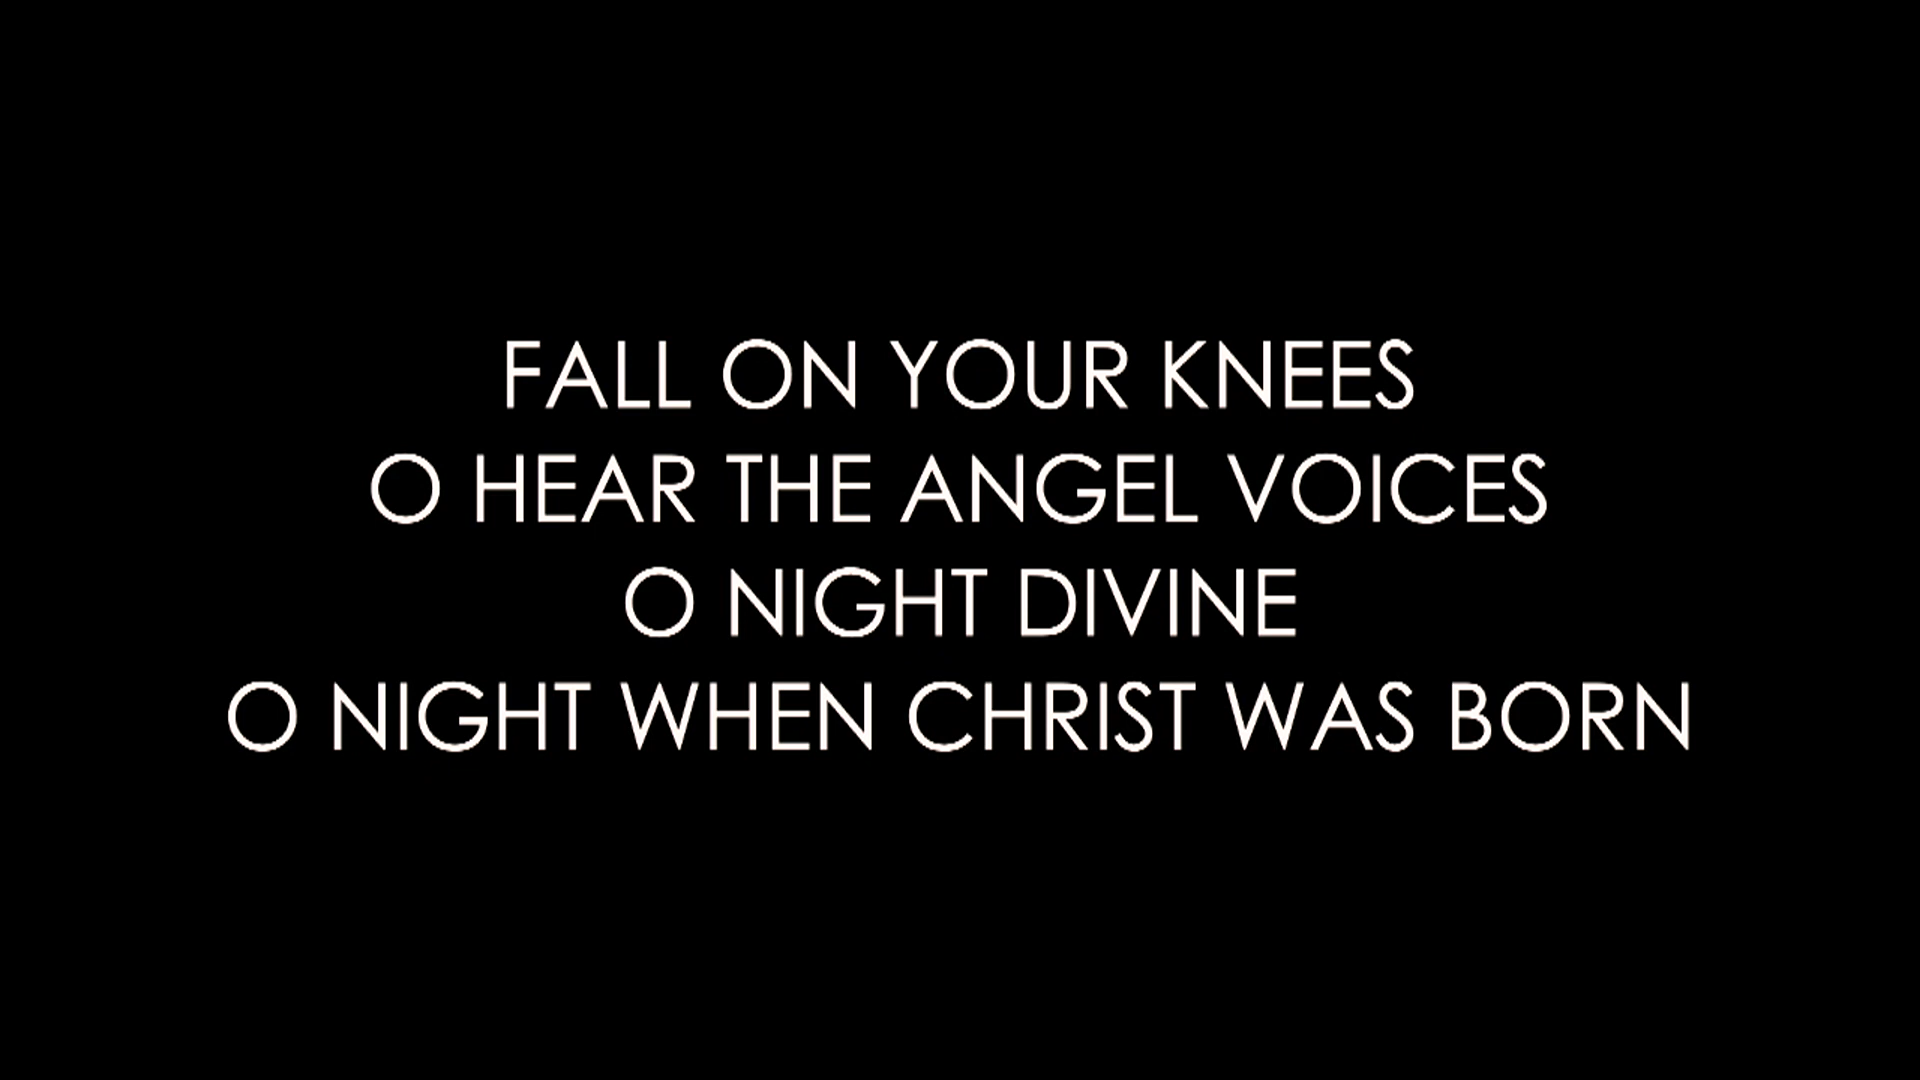 FALL ON YOUR KNEES
O HEAR THE ANGEL VOICES
O NIGHT DIVINE
O NIGHT WHEN CHRIST WAS BORN